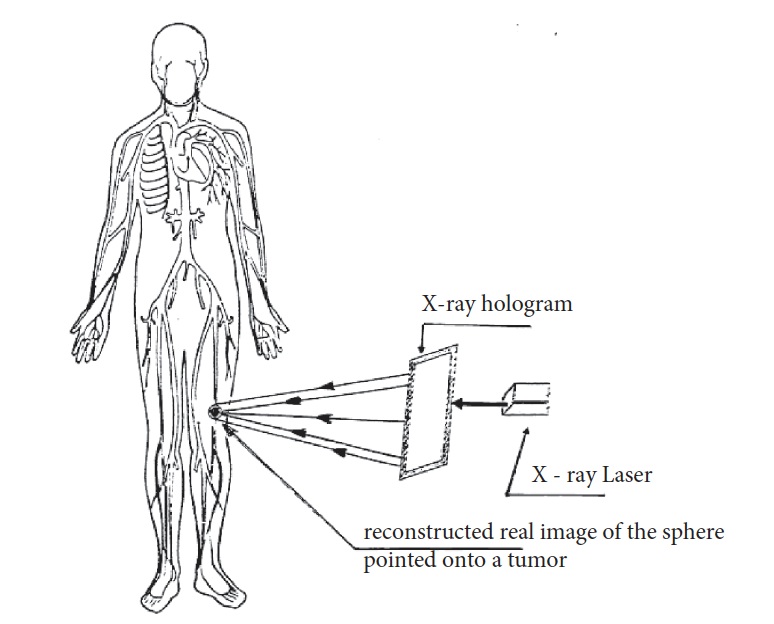 X-ray hologram
X - ray Laser
reconstructed real image of the sphere
pointed onto a tumor